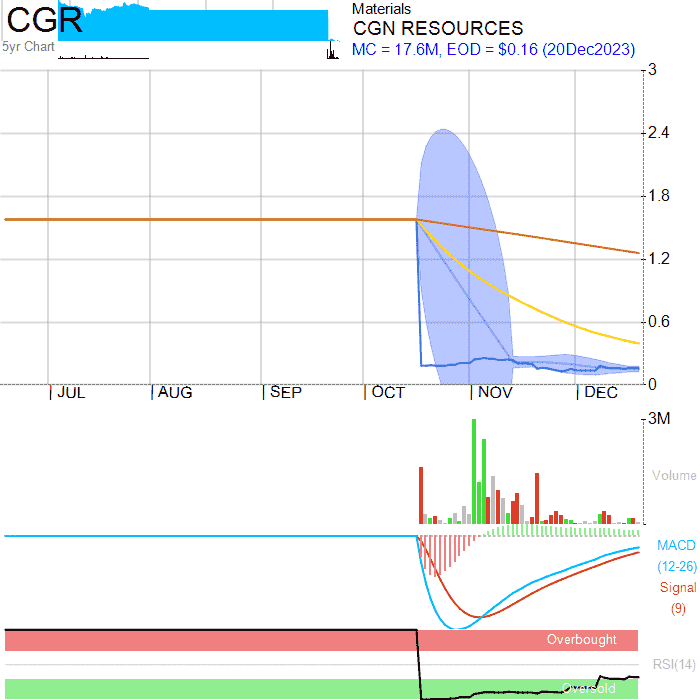 CGR
5yr Chart
Materials
CGN RESOURCES
MC = 17.6M, EOD = $0.16 (20Dec2023)
3
2.4
1.8
1.2
0.6
0
JUL AUG SEP OCT NOV DEC
3M
Volume
MACD
(12-26)
Signal
(9)
Overbought
RSI(14)
Oversold